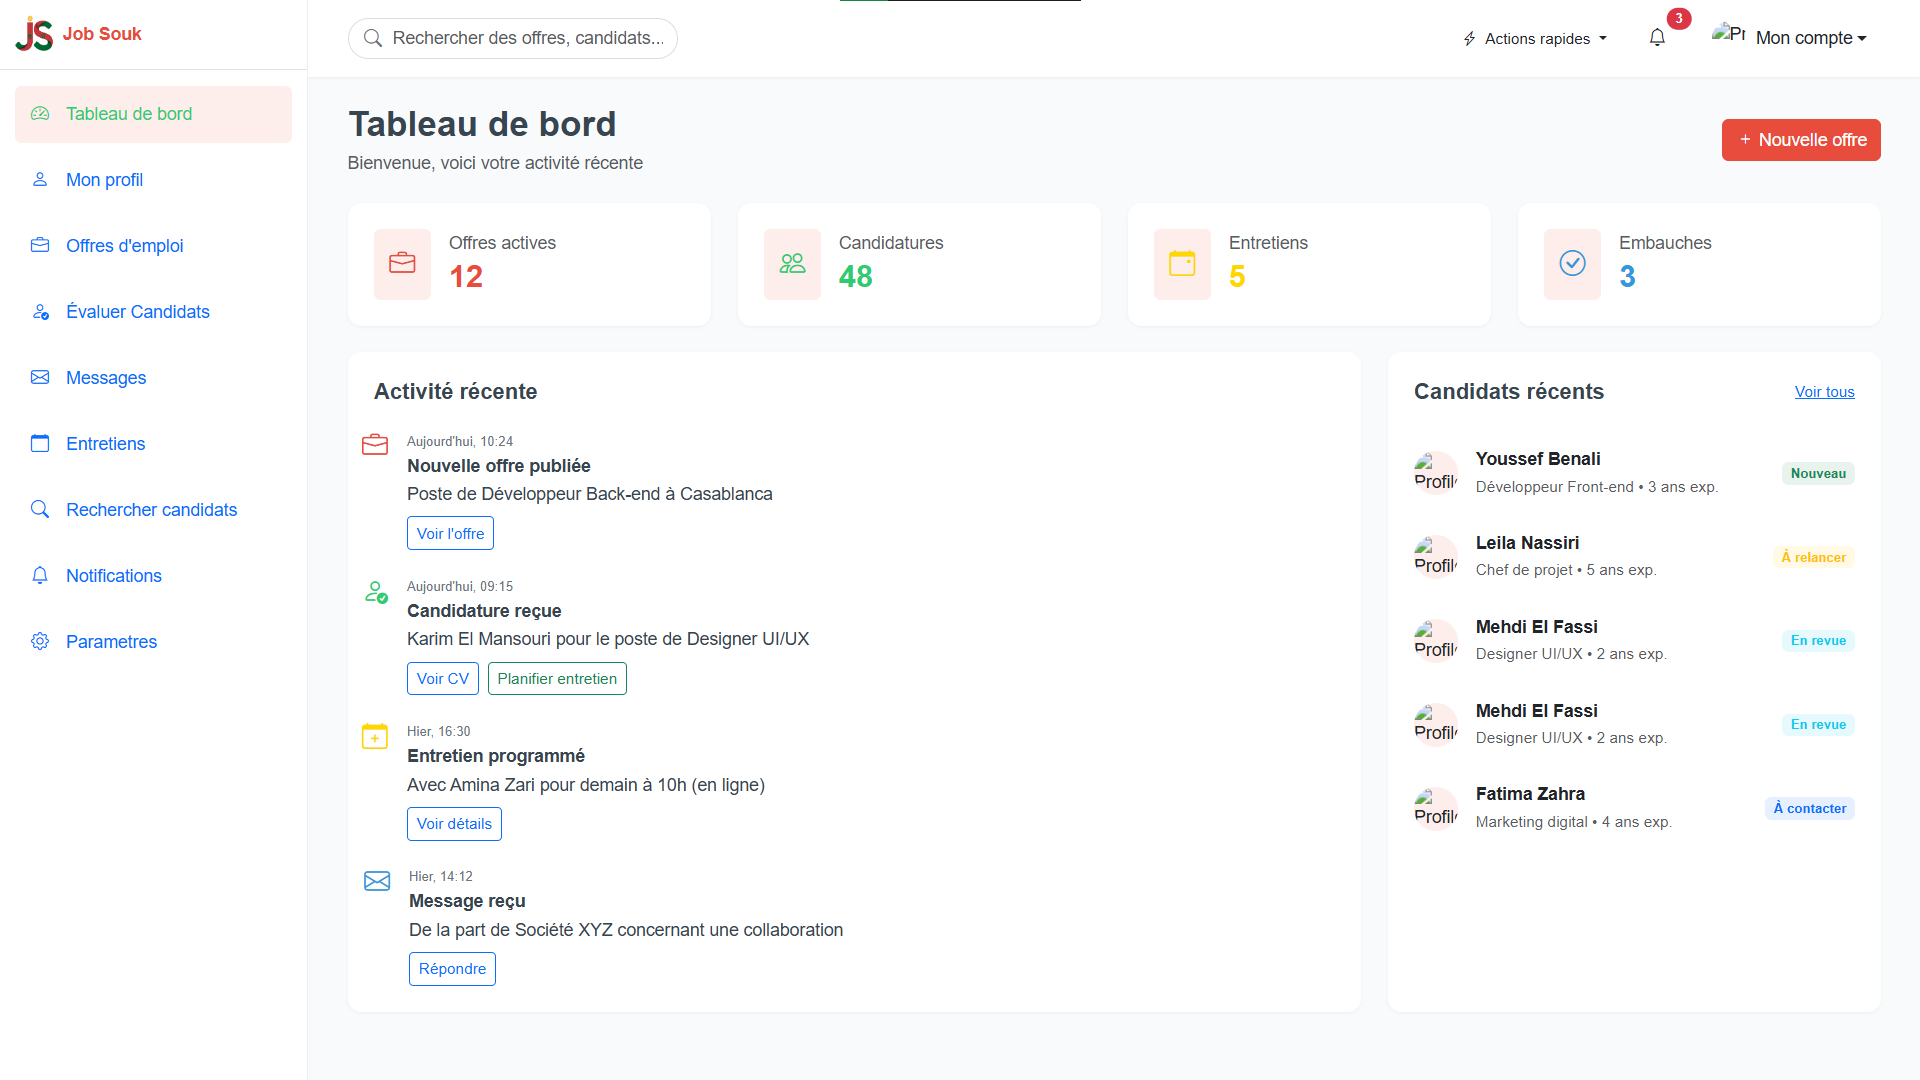 JS Job Souk
Rechercher des offres, candidats...
Actions rapides
3
Pr
Mon compte
Tableau de bord
Mon profil
Offres d'emploi
Évaluer Candidats
Messages
Entretiens
Rechercher candidats
Notifications
Parametres
Tableau de bord
Bienvenue, voici votre activité récente
+ Nouvelle offre
Offres actives
12
Candidatures
48
Entretiens
5
Embauches
3
Activité récente
Aujourd'hui, 10:24
Nouvelle offre publiée
Poste de Développeur Back-end à Casablanca
Voir l'offre
Aujourd'hui, 09:15
Candidature reçue
Karim El Mansouri pour le poste de Designer UI/UX
Voir CV
Planifier entretien
Hier, 16:30
Entretien programmé
Avec Amina Zari pour demain à 10h (en ligne)
Voir détails
Hier, 14:12
Message reçu
De la part de Société XYZ concernant une collaboration
Répondre
Candidats récents
Voir tous
Profil
Youssef Benali
Développeur Front-end • 3 ans exp.
Nouveau
Profil
Leila Nassiri
Chef de projet • 5 ans exp.
À relancer
Profil
Mehdi El Fassi
Designer UI/UX • 2 ans exp.
En revue
Profil
Mehdi El Fassi
Designer UI/UX • 2 ans exp.
En revue
Profil
Fatima Zahra
Marketing digital • 4 ans exp.
À contacter